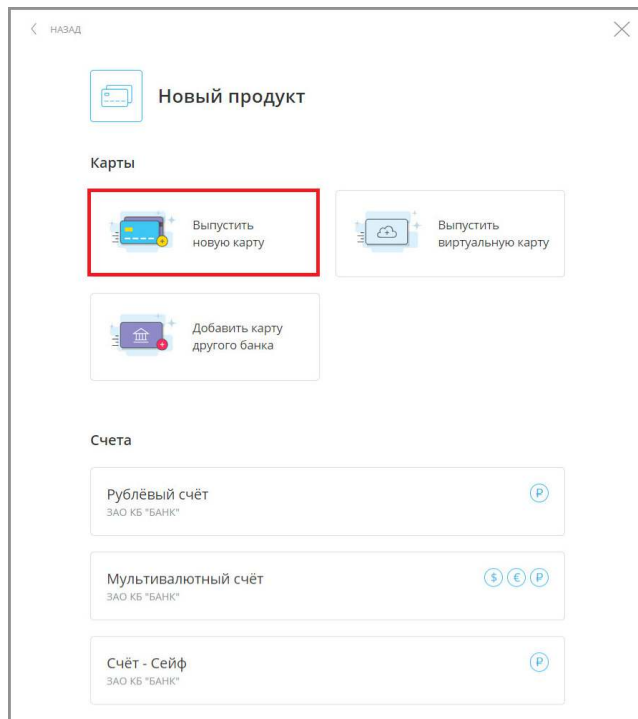 НАЗАД
Новый продукт
Карты
Выпустить
новую карту
Выпустить
виртуальную карту
Добавить карту
другого банка
Счета
Рублёвый счёт
ЗАО КБ "БАНК"
Мультивалютный счёт
ЗАО КБ "БАНК"
$ € ₽
Счёт - Сейф
ЗАО КБ "БАНК"